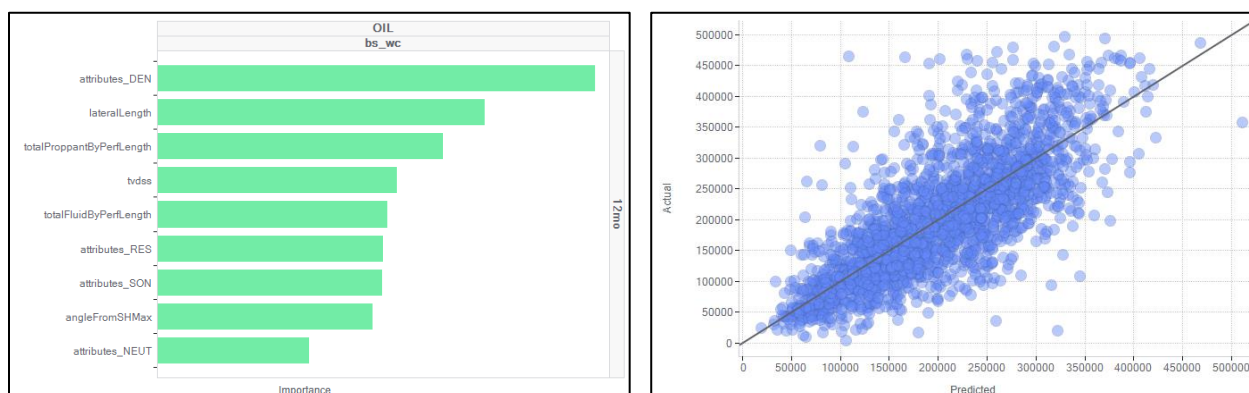 OIL
bs_wc
attributes_DEN
lateralLength
totalProppantByPerfLength
tvdss
totalFluidByPerfLength
attributes_RES
attributes_SON
angleFromSHMax
attributes_NEUT
12mo
Importance
Actual
500000
450000
400000
350000
300000
250000
200000
150000
100000
50000
0
0 50000 100000 150000 200000 250000 300000 350000 400000 450000 500000
Predicted